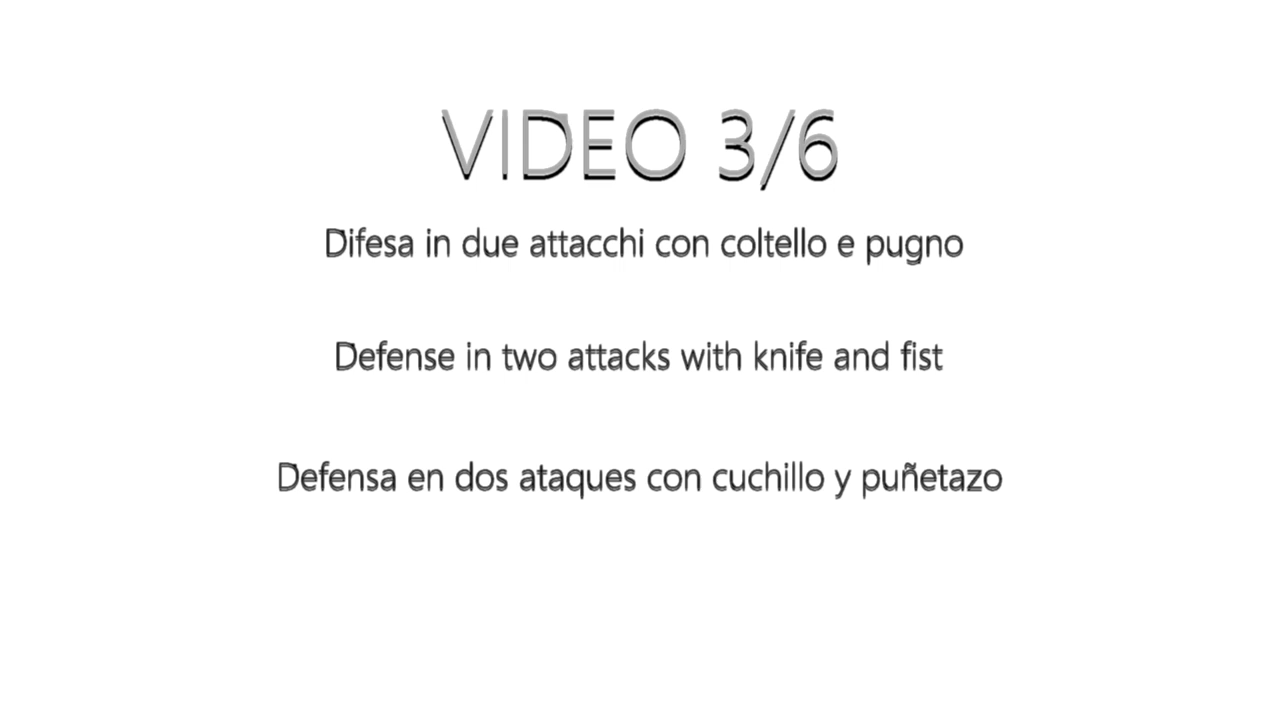 VIDEO 3/6
Difesa in due attacchi con coltello e pugno
Defense in two attacks with knife and fist
Defensa en dos ataques con cuchillo y puñetazo